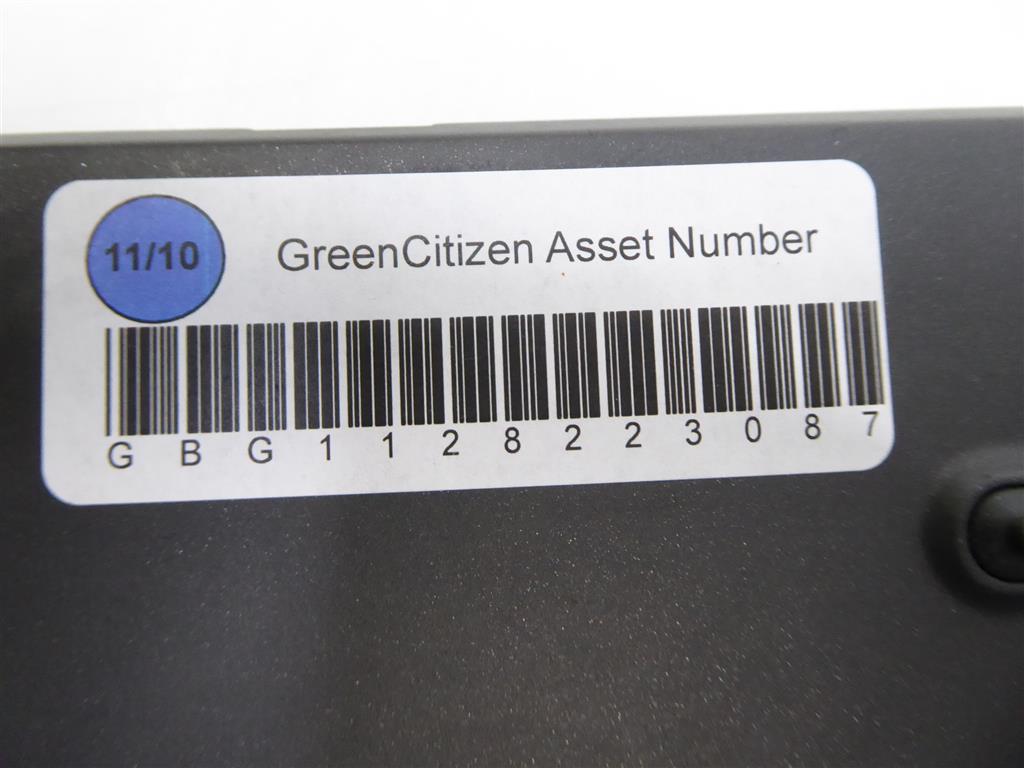 11/10
GreenCitizen Asset Number
G B G 1 1 2 8 2 2 3 0 8 7